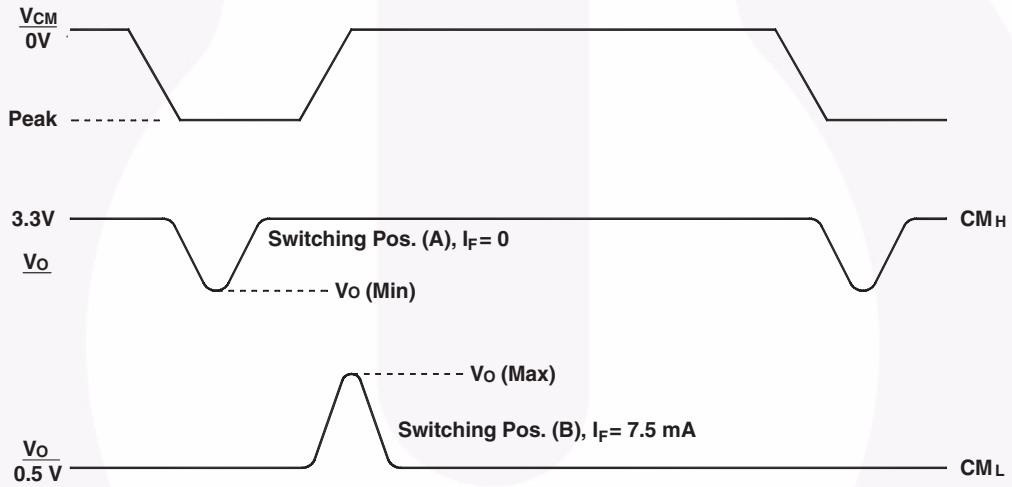 VCM
0V
Peak
3.3V
CMH
Switching Pos. (A), IF = 0
VO
VO (Min)
VO (Max)
Switching Pos. (B), IF = 7.5 mA
VO
0.5 V
CML